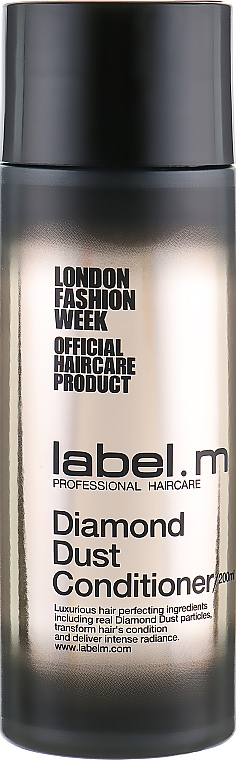 LONDON
FASHION
WEEK
OFFICIAL
HAIRCARE
PRODUCT
label.m
PROFESSIONAL HAIRCARE
Diamond
Dust
Conditioner/200ml
Luxurious hair perfecting ingredients
including real Diamond Dust particles,
transform hair's condition
and deliver intense radiance.
www.labelm.com